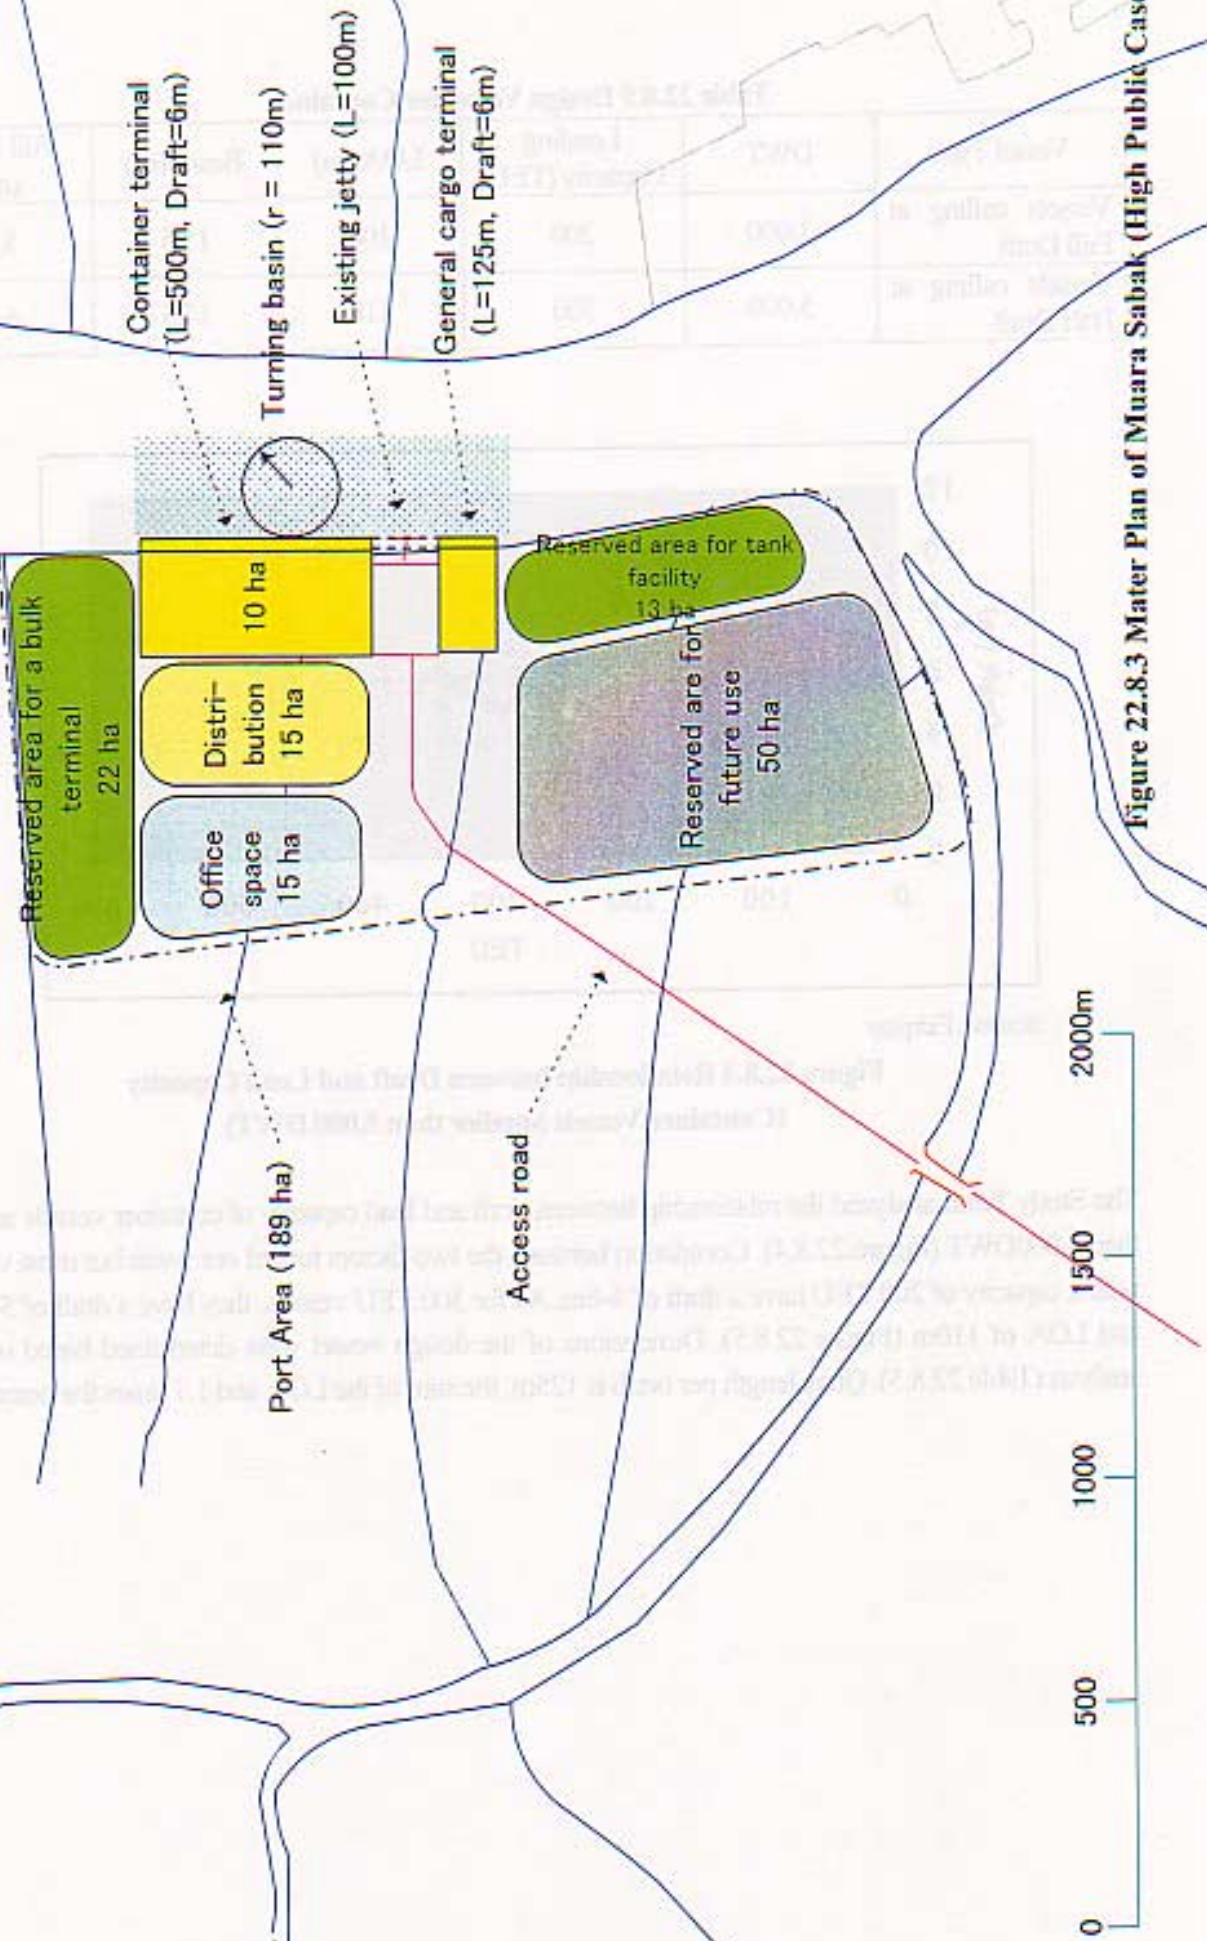 Container terminal
(L=500m, Draft=6m)
Turning basin (r = 110m)
Existing jetty (L=100m)
General cargo terminal
(L=125m, Draft=6m)
Reserved area for a bulk
terminal
22 ha
10 ha
Distri-
bution
15 ha
Office
space
15 ha
Reserved area for tank
facility
13 ha
Reserved are for
future use
50 ha
Port Area (189 ha)
Access road
0
500
1000
1500
2000m
Figure 22.8.3 Mater Plan of Muara Sabak (High Public Case